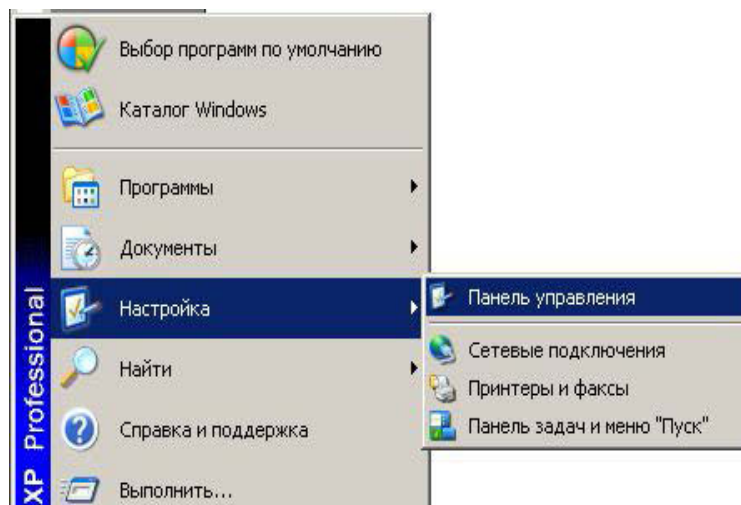 Выбор программ по умолчанию
Каталог Windows
Программы
Документы
Настройка
Найти
Справка и поддержка
Выполнить...
Панель управления
Сетевые подключения
Принтеры и факсы
Панель задач и меню "Пуск"
XP Professional